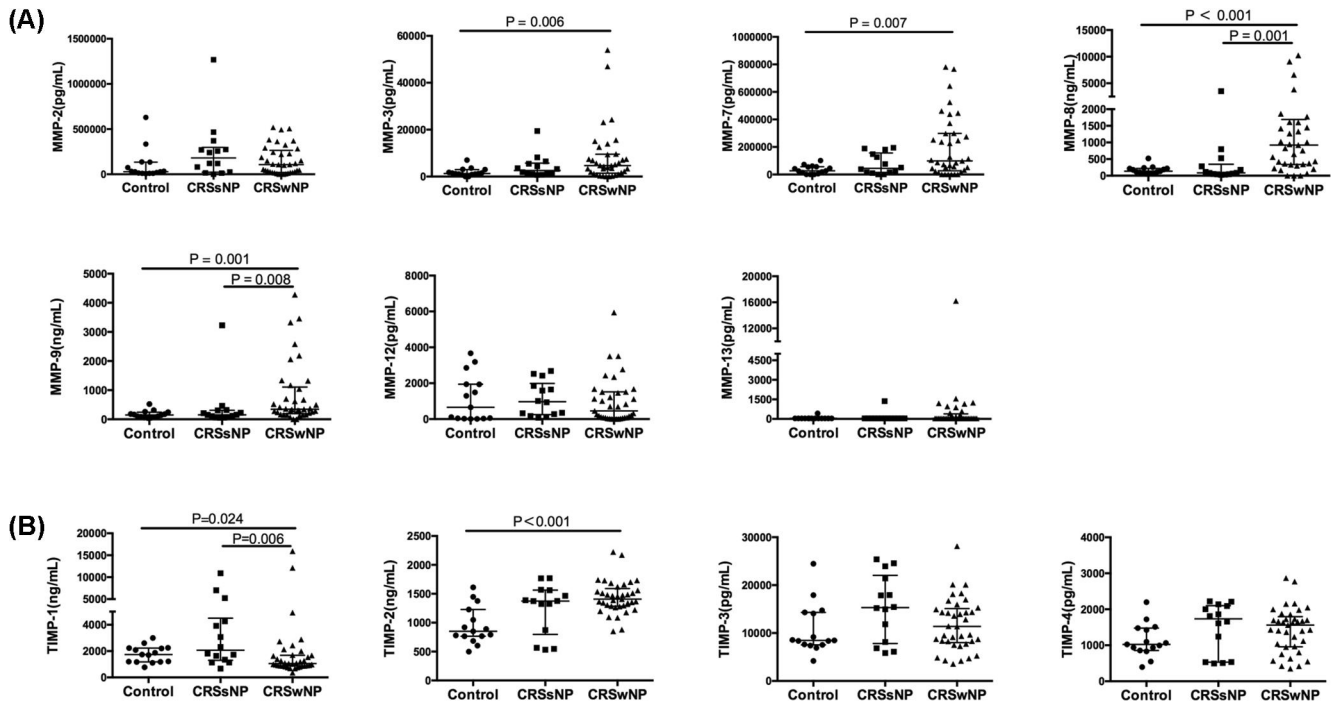 (A)
P = 0.006
P = 0.007
P < 0.001
P = 0.001
MMP-2(pg/mL)
1500000
1000000
500000
0
Control CRSsNP CRSwNP
MMP-3(pg/mL)
60000
40000
20000
0
Control CRSsNP CRSwNP
MMP-7(pg/mL)
1000000
800000
600000
400000
200000
0
Control CRSsNP CRSwNP
MMP-8(ng/mL)
15000
10000
5000
2000
1500
1000
500
0
Control CRSsNP CRSwNP
P = 0.001
P = 0.008
MMP-9(ng/mL)
5000
4000
3000
2000
1000
0
Control CRSsNP CRSwNP
MMP-12(pg/mL)
8000
6000
4000
2000
0
Control CRSsNP CRSwNP
MMP-13(pg/mL)
20000
16000
12000
8000
4000
4500
3000
1500
0
Control CRSsNP CRSwNP
(B)
P=0.024
P=0.006
TIMP-1(ng/mL)
20000
15000
10000
5000
4000
2000
0
Control CRSsNP CRSwNP
P<0.001
TIMP-2(ng/mL)
2500
2000
1500
1000
500
0
Control CRSsNP CRSwNP
TIMP-3(pg/mL)
30000
20000
10000
0
Control CRSsNP CRSwNP
TIMP-4(pg/mL)
4000
3000
2000
1000
0
Control CRSsNP CRSwNP